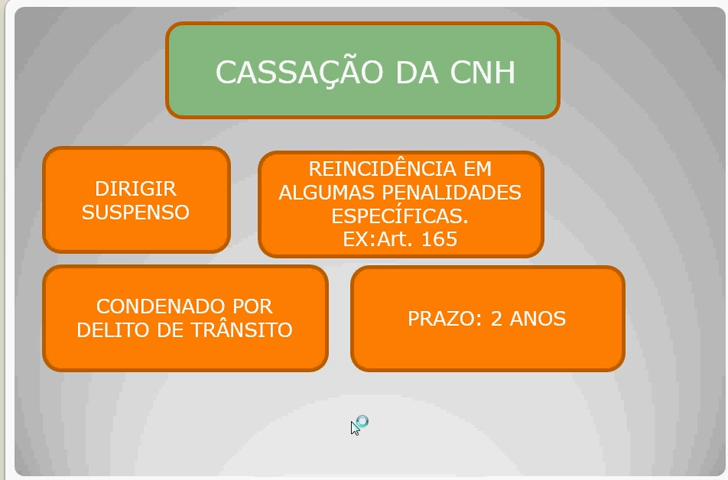 CASSAÇÃO DA CNH
DIRIGIR
SUSPENSO
REINCIDÊNCIA EM
ALGUMAS PENALIDADES
ESPECÍFICAS.
EX:Art. 165
CONDENADO POR
DELITO DE TRÂNSITO
PRAZO: 2 ANOS